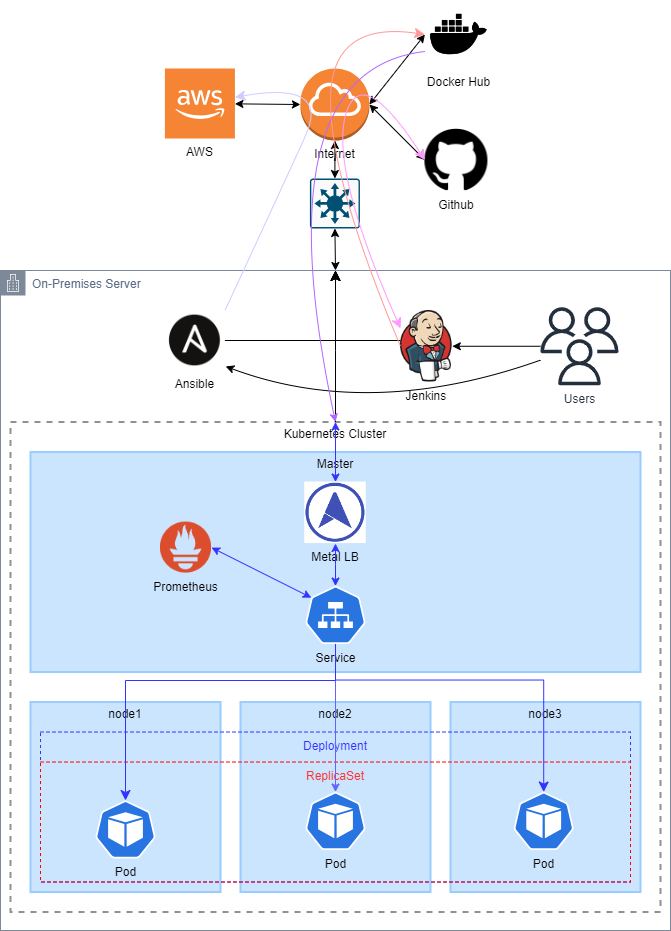 Docker Hub
aws
AWS
Internet
Github
On-Premises Server
Ansible
Jenkins
Users
Kubernetes Cluster
Master
Metal LB
Prometheus
Service
node1
node2
node3
Deployment
ReplicaSet
Pod
Pod
Pod